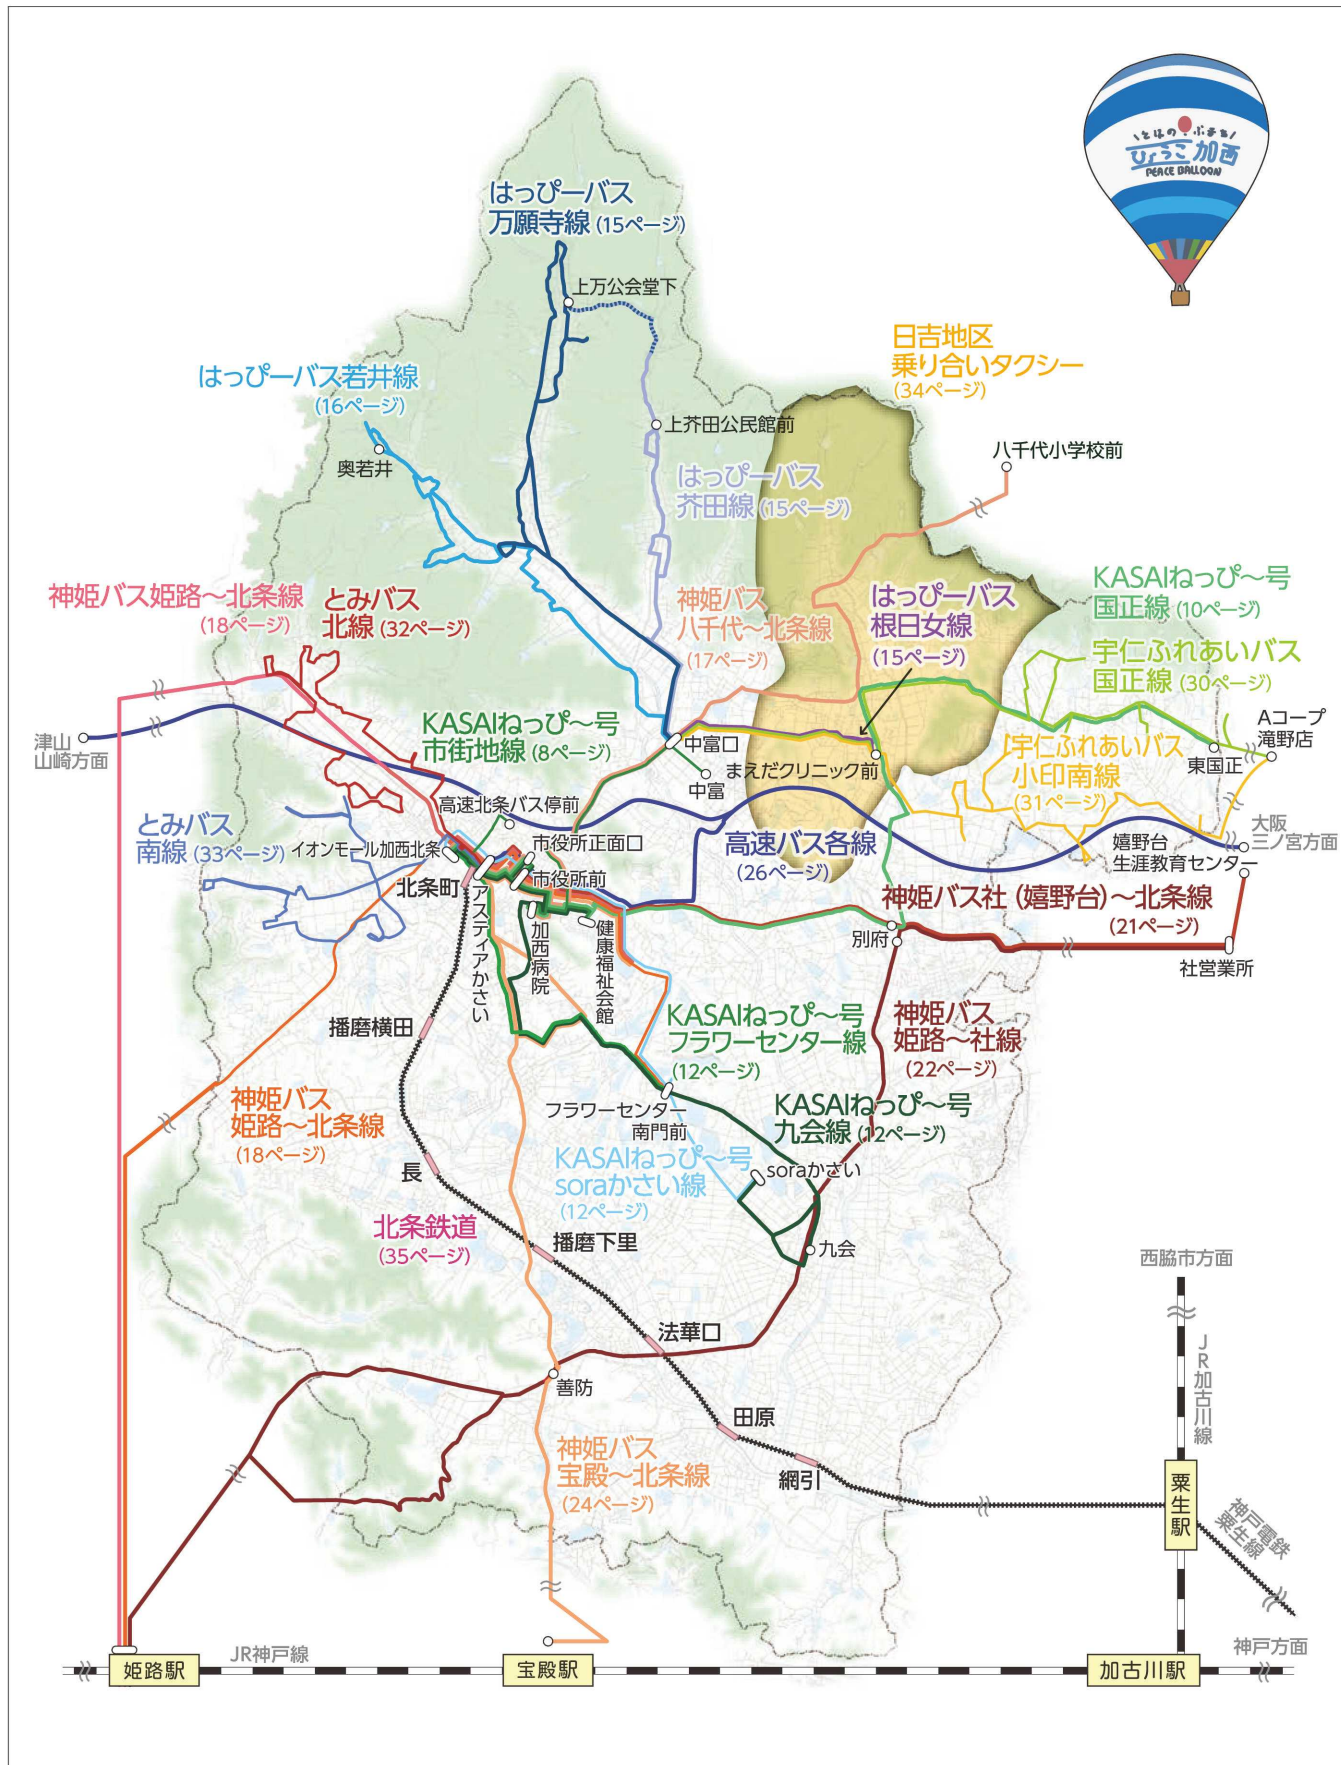 とはの ぶまち
ひょうご加西
PEACE BALLOON
はっぴーバス
万願寺線(15ページ)
上万公会堂下
日吉地区
乗り合いタクシー
(34ページ)
はっぴーバス若井線
(16ページ)
奥若井
上芥田公民館前
八千代小学校前
はっぴーバス
芥田線(15ページ)
神姫バス姫路〜北条線
(18ページ)
とみバス
北線(32ページ)
神姫バス
八千代〜北条線
(17ページ)
はっぴーバス
根日女線
(15ページ)
KASAIねっぴ〜号
国正線(10ページ)
宇仁ふれあいバス
国正線(30ページ)
KASAIねっぴ〜号
市街地線(8ページ)
津山
山崎方面
中富口
まえだクリニック前
中富
宇仁ふれあいバス
小印南線
(31ページ)
Aコープ
滝野店
東国正
高速北条バス停前
とみバス
南線(33ページ)
イオンモール加西北条
市役所正面口
市役所前
高速バス各線
(26ページ)
嬉野台
生涯教育センター
大阪
三ノ宮方面
北条町
アスティアかさい
加西病院
健康福祉会館
神姫バス社(嬉野台)〜北条線
(21ページ)
別府
社営業所
播磨横田
KASAIねっぴ〜号
フラワーセンター線
(12ページ)
神姫バス
姫路〜社線
(22ページ)
神姫バス
姫路〜北条線
(18ページ)
フラワーセンター
南門前
KASAIねっぴ〜号
九会線(12ページ)
長
KASAIねっぴ〜号
soraかさい線
(12ページ)
soraかさい
北条鉄道
(35ページ)
播磨下里
九会
西脇市方面
法華口
JR加古川線
善防
田原
神姫バス
宝殿〜北条線
(24ページ)
網引
粟生駅
神戸電鉄
粟生線
JR神戸線
神戸方面
姫路駅
宝殿駅
加古川駅